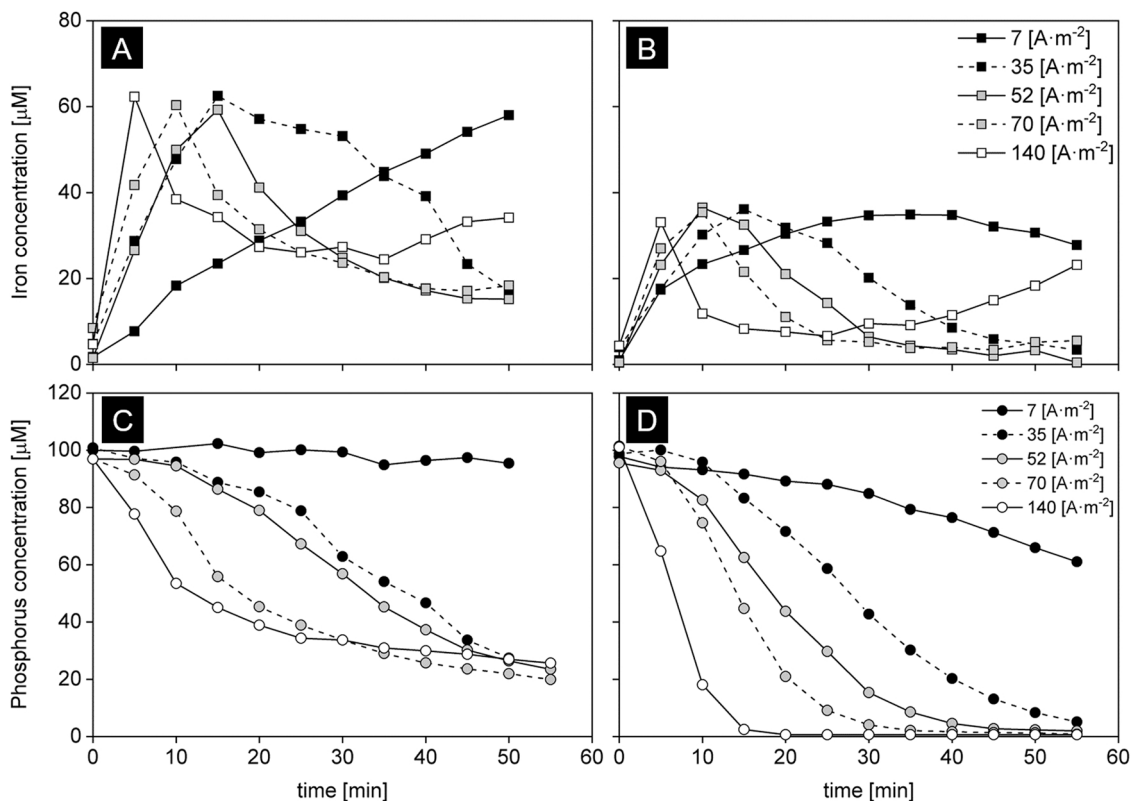 A
B
Iron concentration [µM]
80
60
40
20
0
7 [A·m⁻²]
35 [A·m⁻²]
52 [A·m⁻²]
70 [A·m⁻²]
140 [A·m⁻²]
C
D
Phosphorus concentration [µM]
120
100
80
60
40
20
0
7 [A·m⁻²]
35 [A·m⁻²]
52 [A·m⁻²]
70 [A·m⁻²]
140 [A·m⁻²]
0 10 20 30 40 50 60
0 10 20 30 40 50 60
time [min]
time [min]